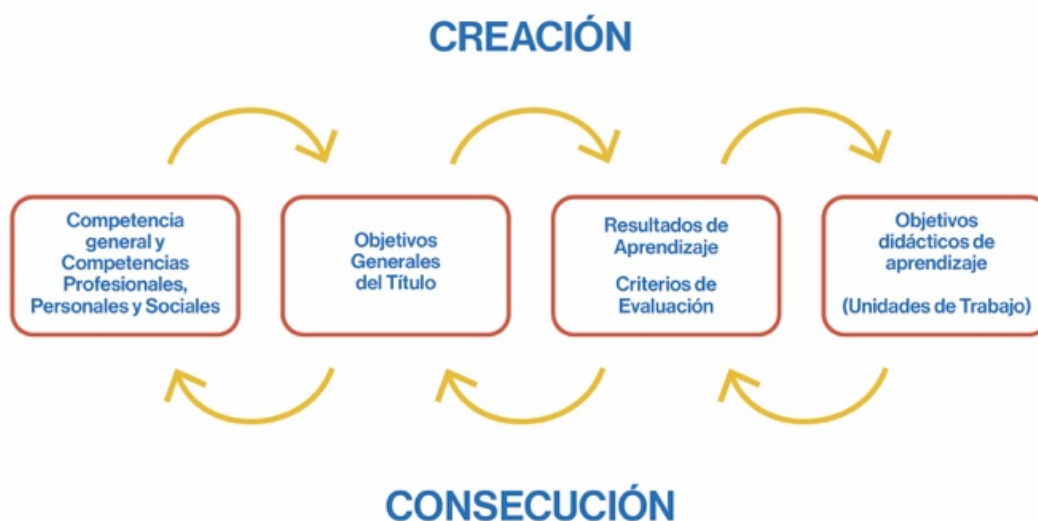 CREACIÓN
Competencia
general y
Competencias
Profesionales,
Personales y Sociales
Objetivos
Generales
del Título
Resultados de
Aprendizaje
Criterios de
Evaluación
Objetivos
didácticos de
aprendizaje
(Unidades de Trabajo)
CONSECUCIÓN